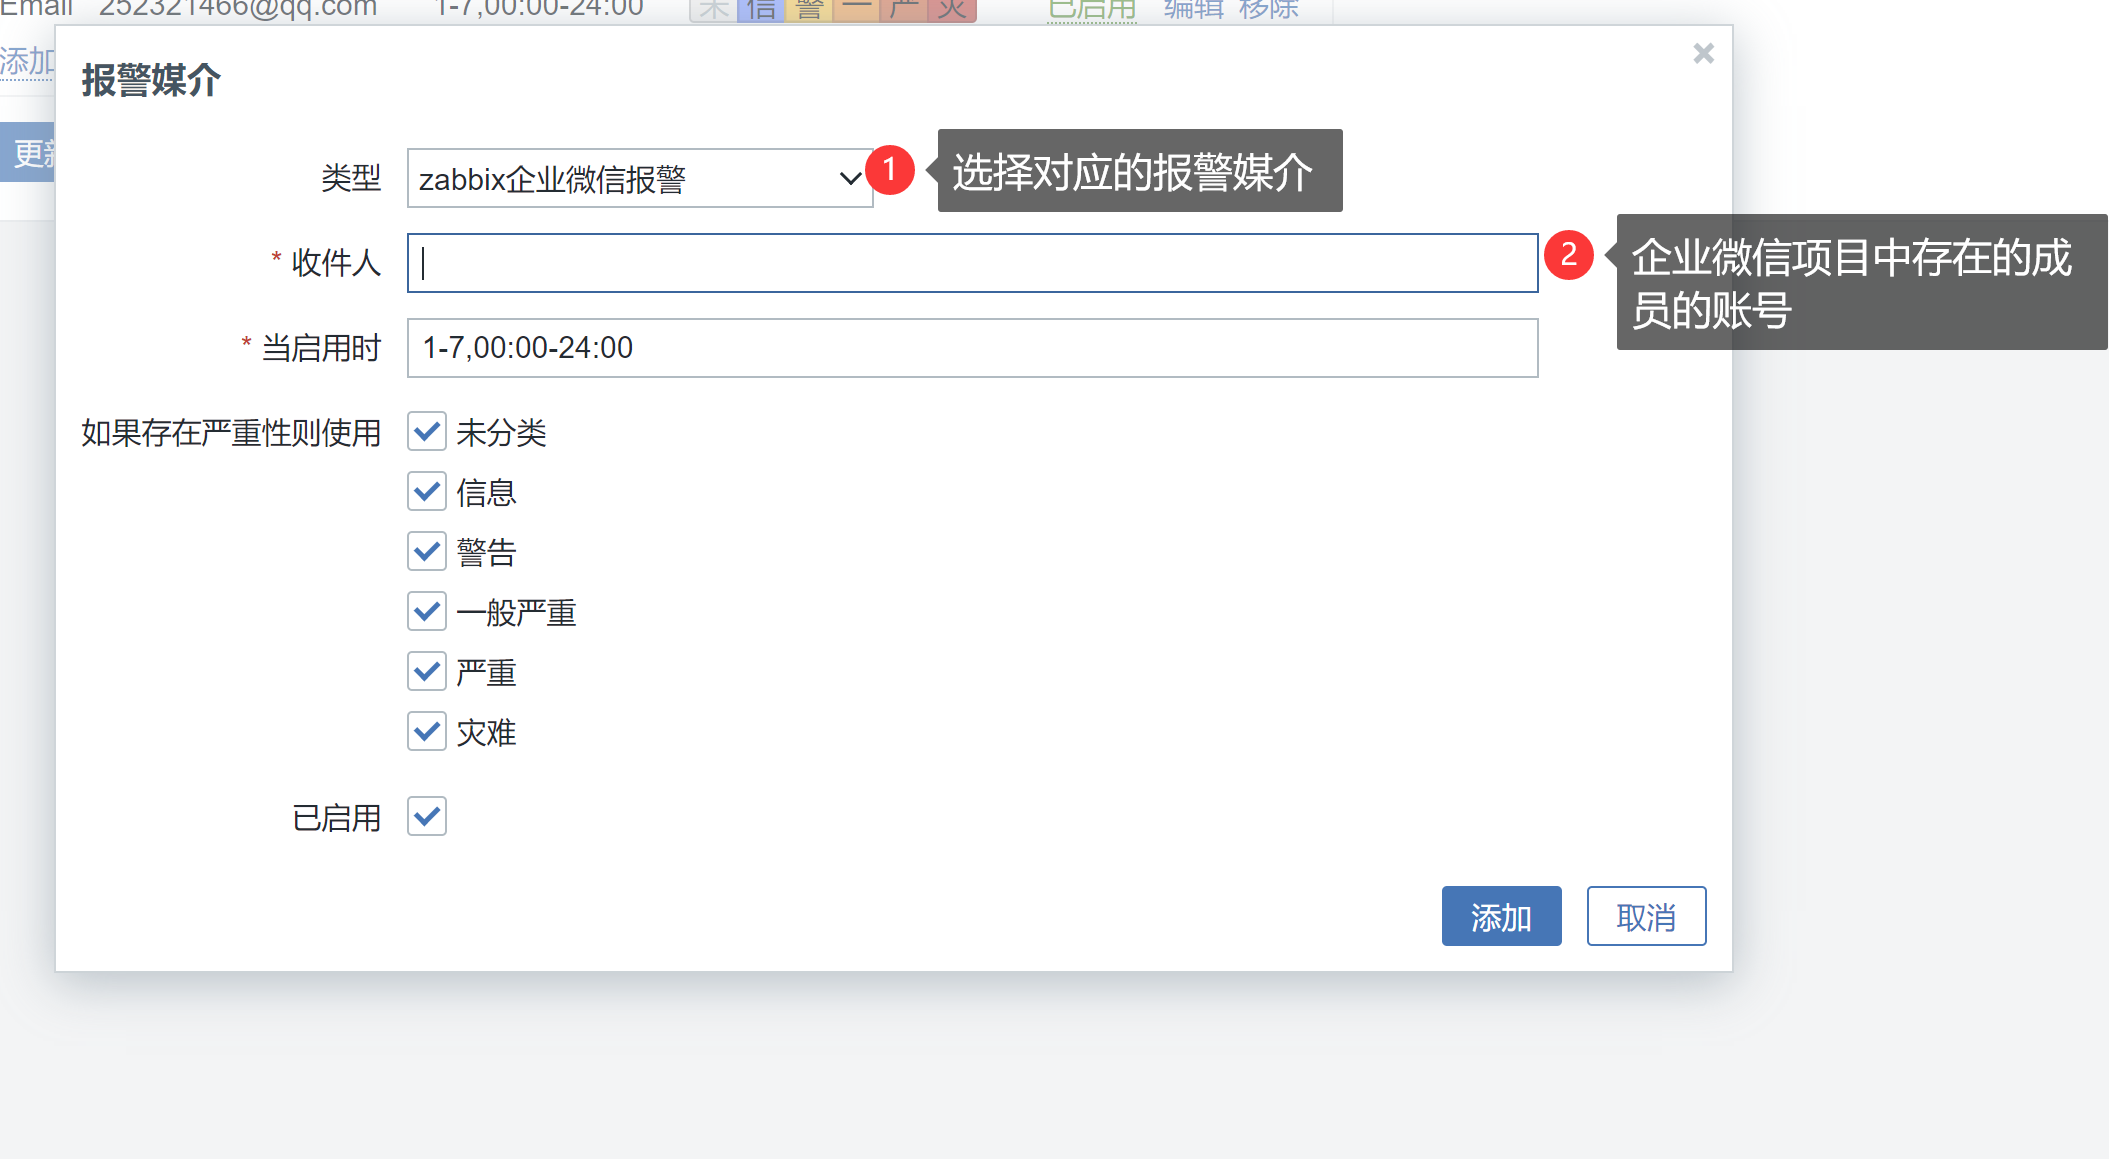 Email 252321466@qq.com 1-7,00:00-24:00 未 信 警 一 严 灾 已启用 编辑 移除
添加
报警媒介
更新
类型 zabbix企业微信报警 1 选择对应的报警媒介
* 收件人 2 企业微信项目中存在的成
员的账号
* 当启用时 1-7,00:00-24:00
如果存在严重性则使用 未分类
信息
警告
一般严重
严重
灾难
已启用
添加 取消